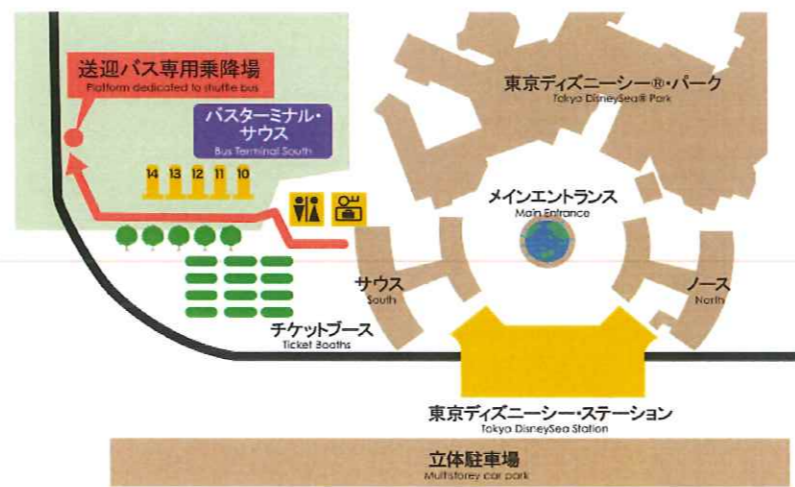 送迎バス専用乗降場
Platform dedicated to shuttle bus
バスターミナル・
サウス
Bus Terminal South
14 13 12 11 10
東京ディズニーシー®・パーク
Tokyo DisneySea® Park
メインエントランス
Main Entrance
サウス
South
ノース
North
チケットブース
Ticket Booths
東京ディズニーシー・ステーション
Tokyo DisneySea Station
立体駐車場
Multistorey car park